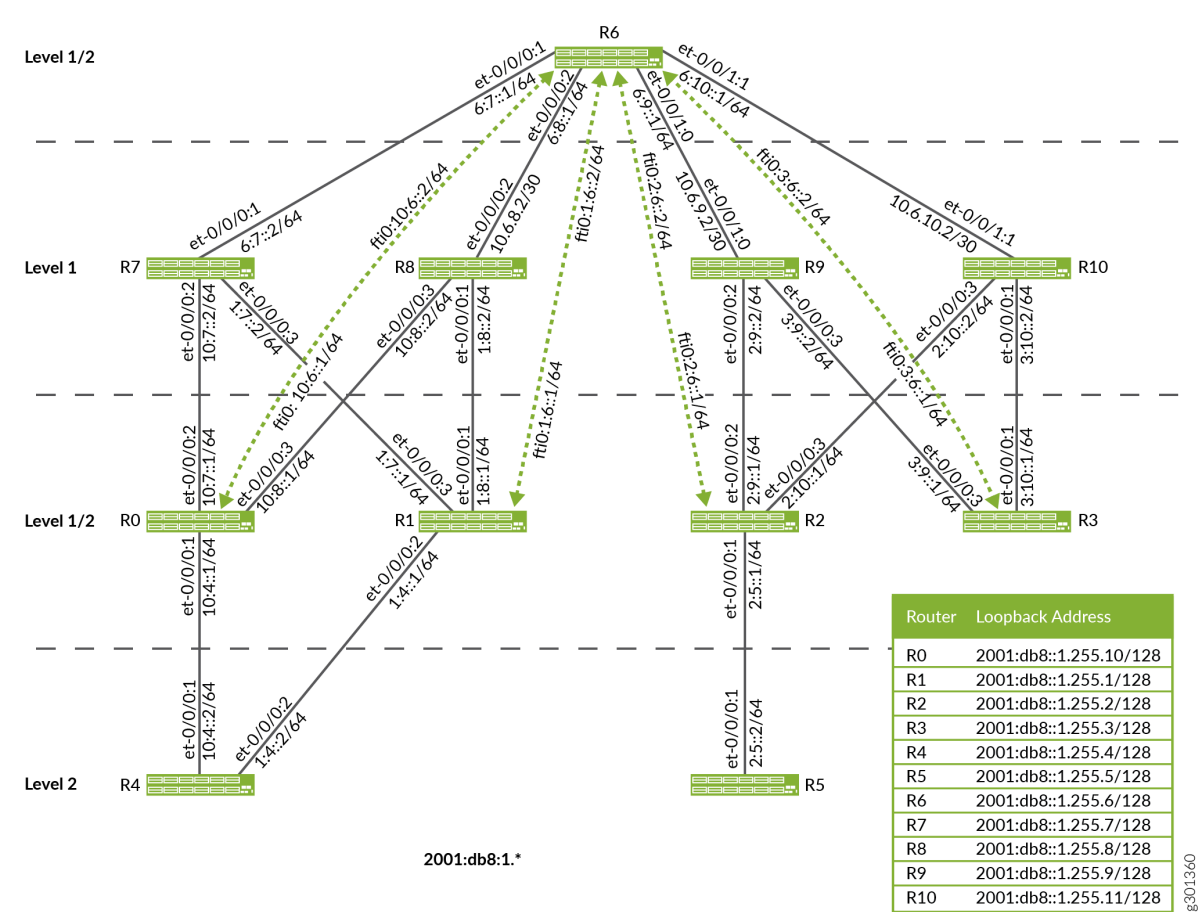 R6
Level 1/2
et-0/0/0:1
6:7::1/64
et-0/0/0:2
6:8::1/64
et-0/0/1:0
6:9::1/64
et-0/0/1:1
6:10::1/64
fti0:10:6::2/64
fti0:1:6::2/64
fti0:2:6::2/64
fti0:3:6::2/64
et-0/0/0:1
6:7::2/64
et-0/0/0:2
10.6.8.2/30
et-0/0/1:0
10.6.9.2/30
et-0/0/1:1
10.6.10.2/30
Level 1
R7
R8
R9
R10
et-0/0/0:2
10:7::2/64
et-0/0/0:3
1:7::2/64
et-0/0/0:3
10:8::2/64
et-0/0/0:1
1:8::2/64
et-0/0/0:2
2:9::2/64
et-0/0/0:3
3:9::2/64
et-0/0/0:3
2:10::2/64
et-0/0/0:1
3:10::2/64
fti0: 10:6::1/64
fti0:1:6::1/64
fti0:2:6::1/64
fti0:3:6::1/64
et-0/0/0:2
10:7::1/64
et-0/0/0:3
10:8::1/64
et-0/0/0:3
1:7::1/64
et-0/0/0:1
1:8::1/64
et-0/0/0:2
2:9::1/64
et-0/0/0:3
2:10::1/64
et-0/0/0:3
3:9::1/64
et-0/0/0:1
3:10::1/64
Level 1/2
R0
R1
R2
R3
et-0/0/0:1
10:4::1/64
et-0/0/0:2
1:4::1/64
et-0/0/0:1
2:5::1/64
et-0/0/0:1
10:4::2/64
et-0/0/0:2
1:4::2/64
et-0/0/0:1
2:5::2/64
Level 2
R4
R5
2001:db8:1.*
Router Loopback Address
R0 2001:db8::1.255.10/128
R1 2001:db8::1.255.1/128
R2 2001:db8::1.255.2/128
R3 2001:db8::1.255.3/128
R4 2001:db8::1.255.4/128
R5 2001:db8::1.255.5/128
R6 2001:db8::1.255.6/128
R7 2001:db8::1.255.7/128
R8 2001:db8::1.255.8/128
R9 2001:db8::1.255.9/128
R10 2001:db8::1.255.11/128
g301360